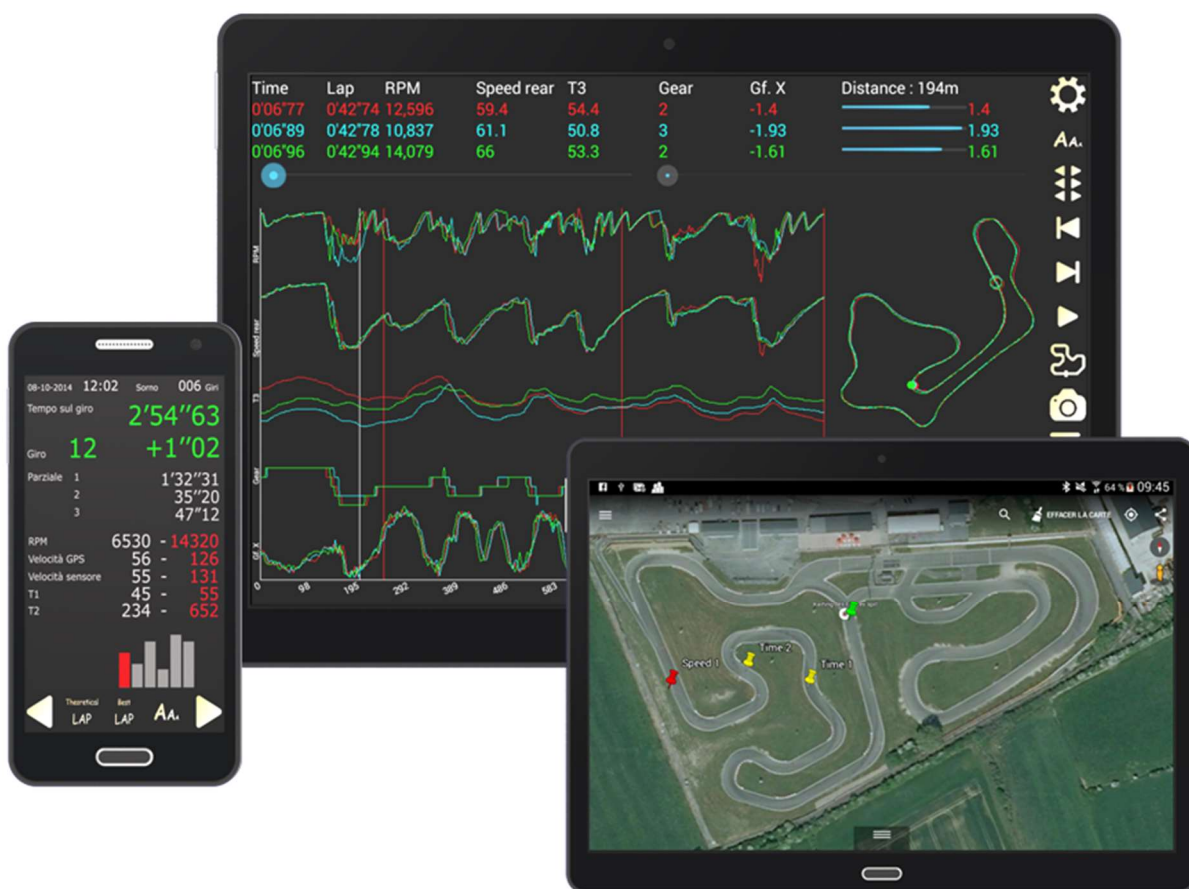 Time Lap RPM Speed rear T3 Gear Gf. X Distance : 194m
0'06"77 0'42"74 12,596 59.4 54.4 2 -1.4 1.4
0'06"89 0'42"78 10,837 61.1 50.8 3 -1.93 1.93
0'06"96 0'42"94 14,079 66 53.3 2 -1.61 1.61
AAA
RPM
Speed rear
T3
Gear
Gf. X
0 98 195 292 389 486 583
08-10-2014 12:02 Sorno 006 Giri
Tempo sul giro
2'54"63
Giro 12 +1"02
Parziale 1 1'32"31
2 35"20
3 47"12
RPM 6530 - 14320
Velocità GPS 56 - 126
Velocità sensore 55 - 131
T1 45 - 55
T2 234 - 652
Theoretical LAP
Best LAP
AAA
64 % 09:45
EFFACER LA CARTE
Speed 1
Time 2
Time 1